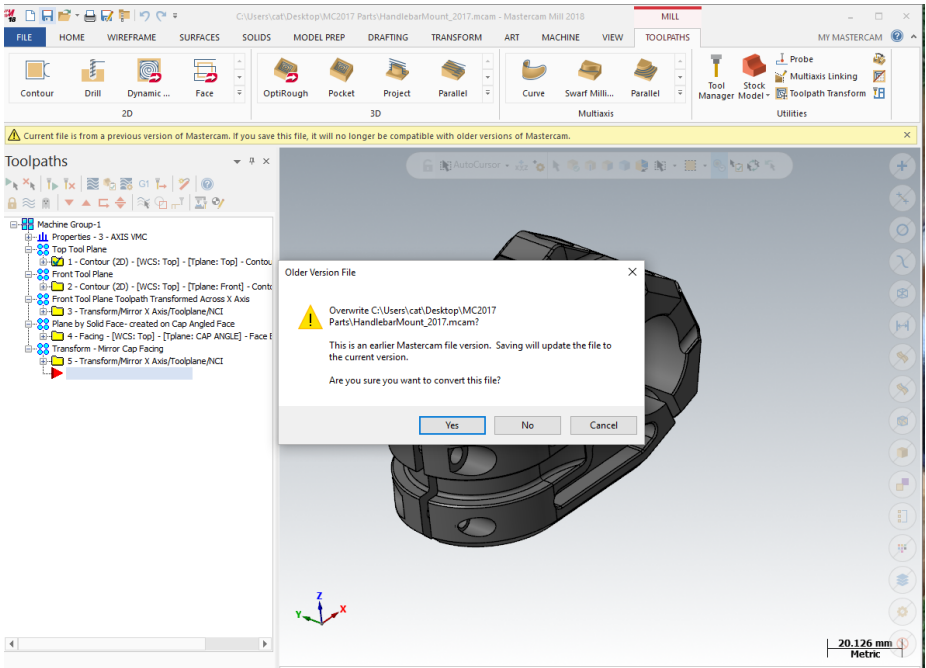 C:\Users\cat\Desktop\MC2017 Parts\HandlebarMount_2017.mcam - Mastercam Mill 2018
MILL
FILE HOME WIREFRAME SURFACES SOLIDS MODEL PREP DRAFTING TRANSFORM ART MACHINE VIEW TOOLPATHS MY MASTERCAM
Contour Drill Dynamic ... Face
2D
OptiRough Pocket Project Parallel
3D
Curve Swarf Milli... Parallel
Multiaxis
Tool Manager
Stock Model
Probe
Multiaxis Linking
Toolpath Transform
Utilities
Current file is from a previous version of Mastercam. If you save this file, it will no longer be compatible with older versions of Mastercam.
Toolpaths
G1
AutoCursor
Machine Group-1
Properties - 3 - AXIS VMC
Top Tool Plane
1 - Contour (2D) - [WCS: Top] - [Tplane: Top] - Contou
Front Tool Plane
2 - Contour (2D) - [WCS: Top] - [Tplane: Front] - Conto
Front Tool Plane Toolpath Transformed Across X Axis
3 - Transform/Mirror X Axis/Toolplane/NCI
Plane by Solid Face- created on Cap Angled Face
4 - Facing - [WCS: Top] - [Tplane: CAP ANGLE] - Face E
Transform - Mirror Cap Facing
5 - Transform/Mirror X Axis/Toolplane/NCI
Older Version File
Overwrite C:\Users\cat\Desktop\MC2017
Parts\HandlebarMount_2017.mcam?
This is an earlier Mastercam file version. Saving will update the file to
the current version.
Are you sure you want to convert this file?
Yes No Cancel
Z
Y X
20.126 mm
Metric